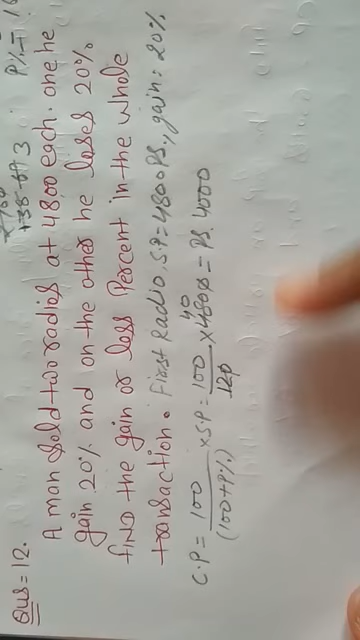 Qus=12.
A man sold two radios at 4800 each. one he
gain 20% and on the other he loses 20%
find the gain or loss Percent in the whole
transaction. First Radio, S.P=4800 Rs., gain=20%
C.P = 100/(100+P%) x S.P = 100/120 x 4800 = Rs. 4000
40